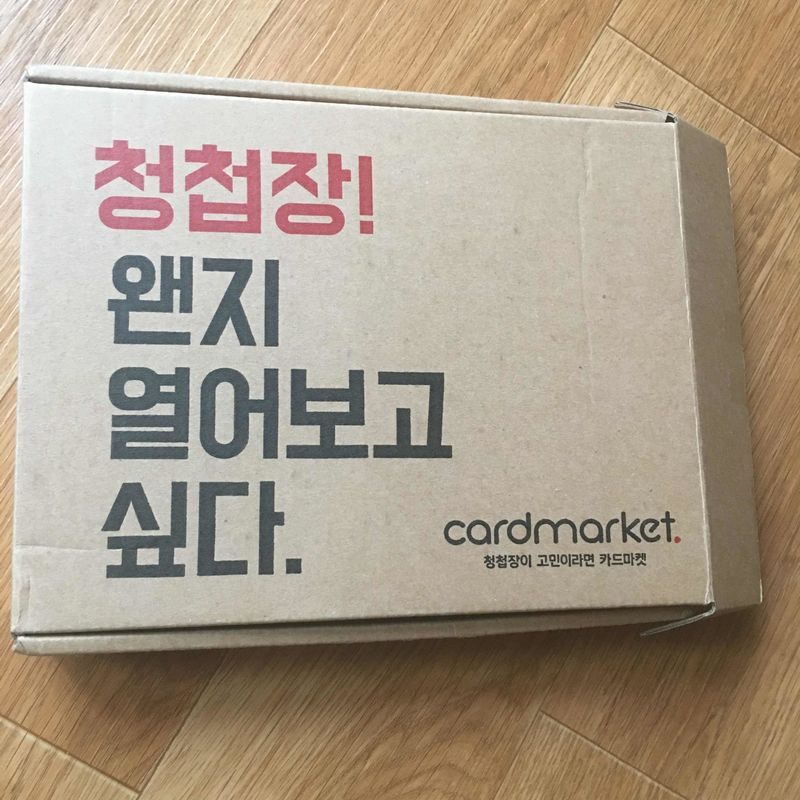 청첩장!
왠지
열어보고
싶다.
cardmarket.
청첩장이 고민이라면 카드마켓